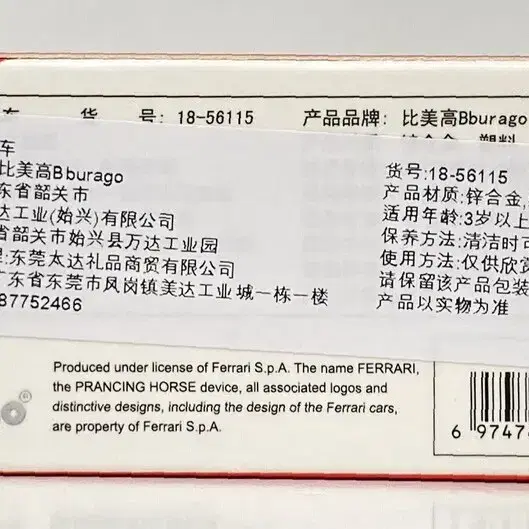 车 货 号: 18-56115 产品品牌: 比美高Bburago
车
比美高Bburago
东省韶关市
达工业(始兴)有限公司
省韶关市始兴县万达工业园
:东莞太达礼品商贸有限公司
广东省东莞市凤岗镇美达工业城一栋一楼
87752466
货号:18-56115
产品材质:锌合金,
适用年龄:3岁以上
保养方法:清洁时可
使用方法:仅供欣赏
请保留该产品包装
产品以实物为准
Produced under license of Ferrari S.p.A. The name FERRARI,
the PRANCING HORSE device, all associated logos and
distinctive designs, including the design of the Ferrari cars,
are property of Ferrari S.p.A.
6 97474